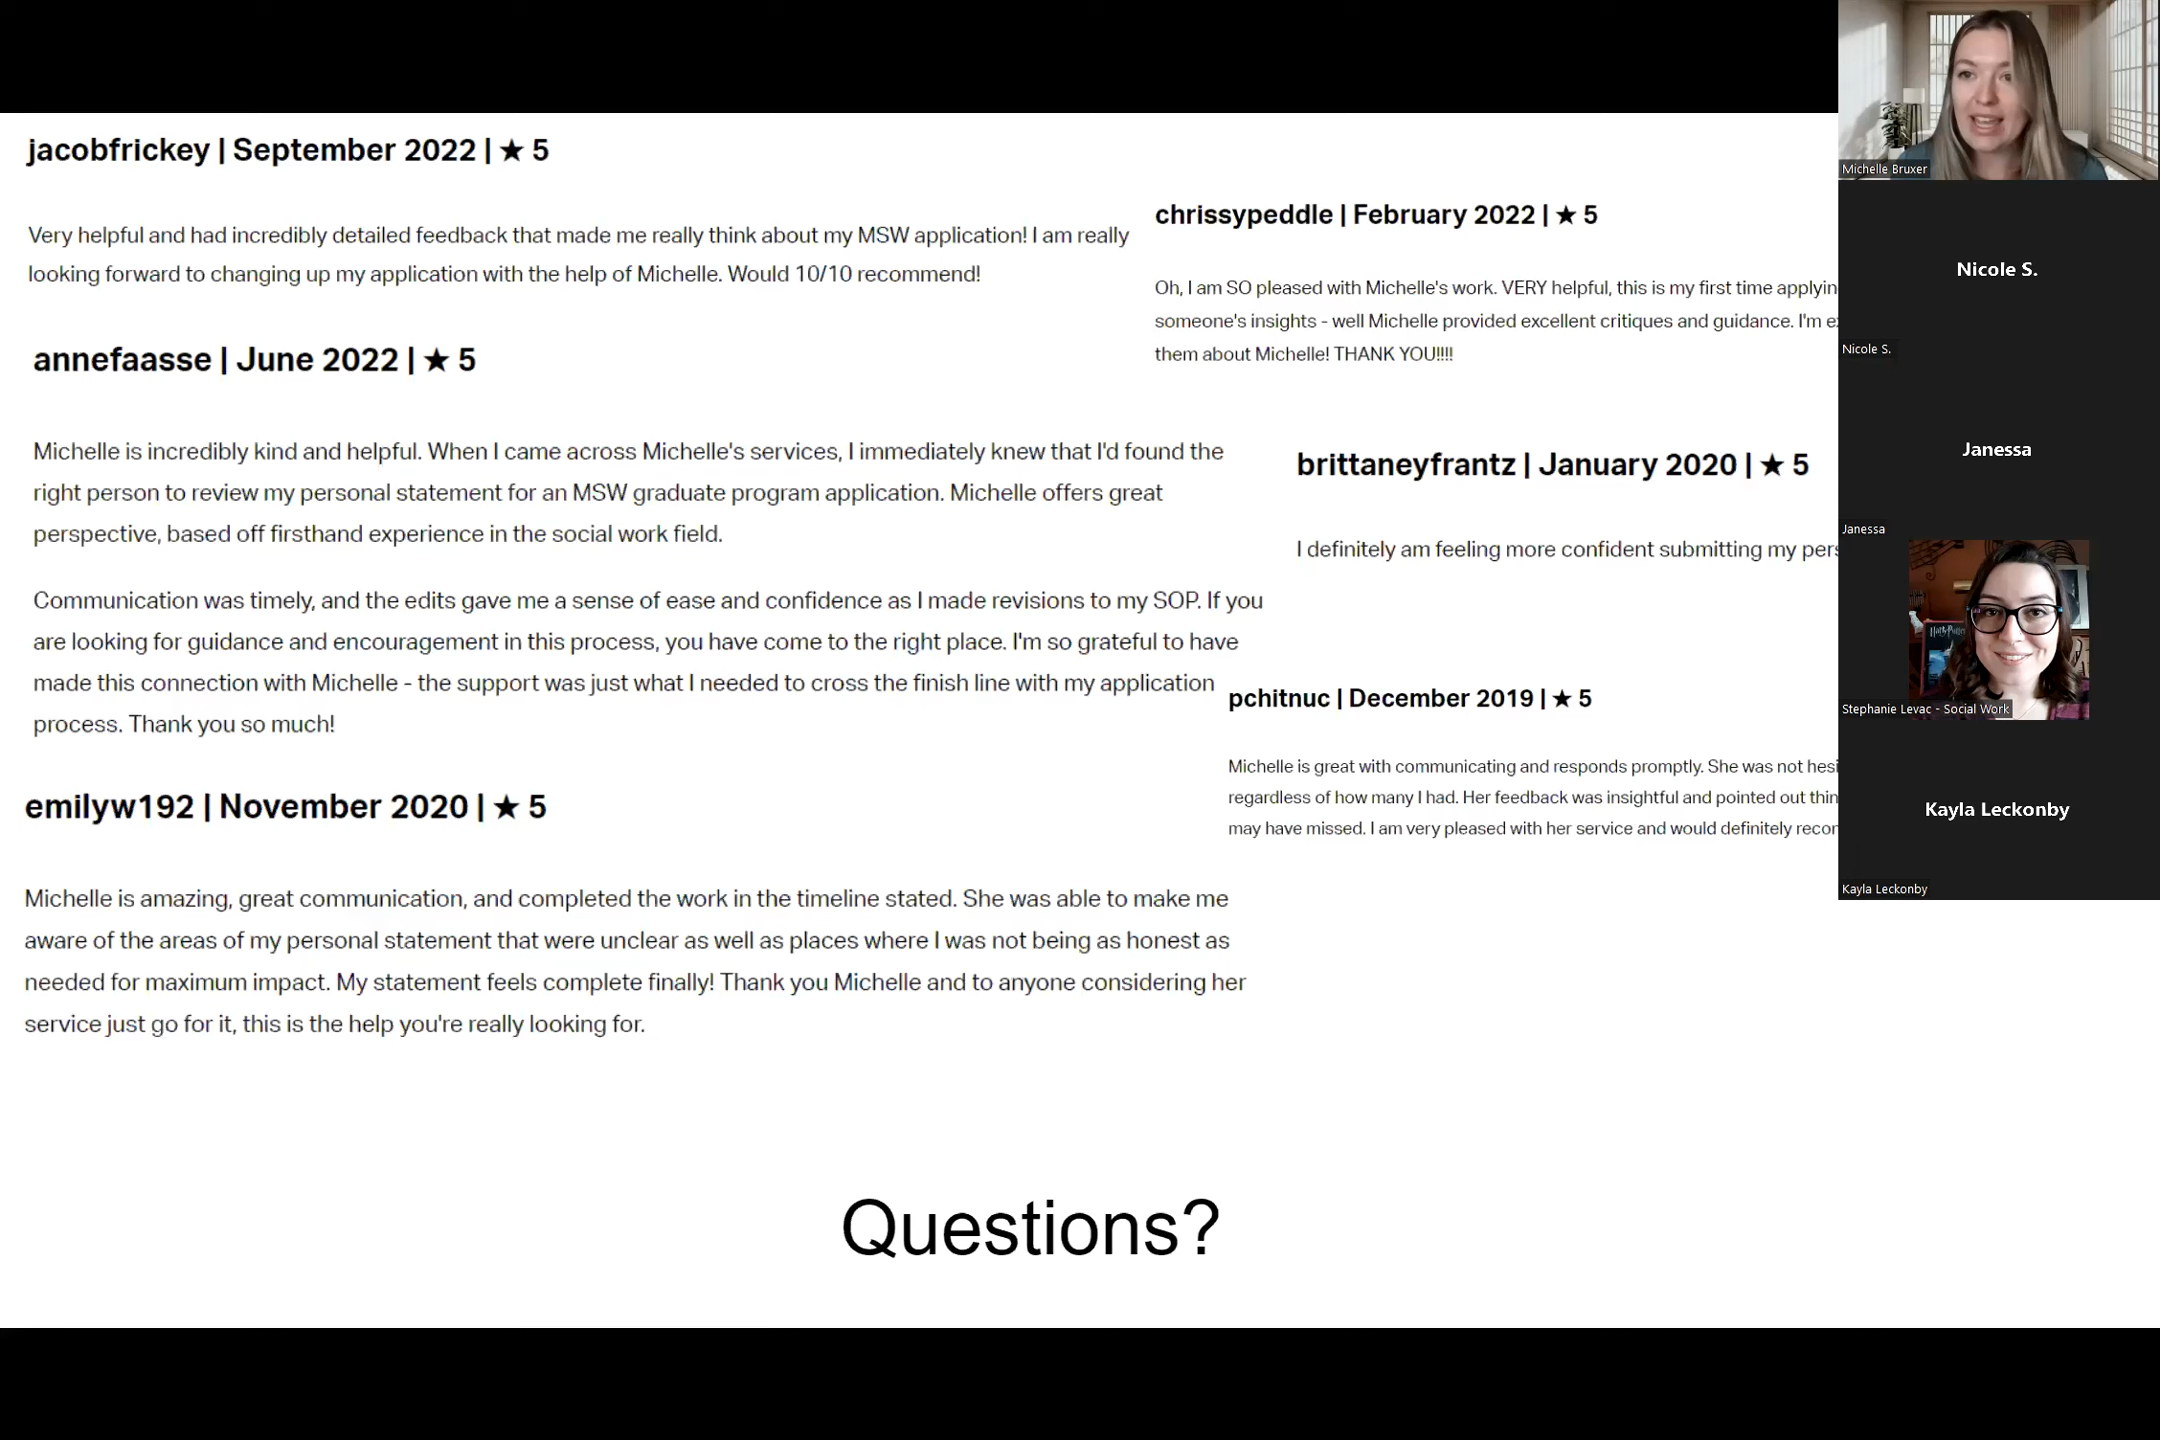 jacobfrickey | September 2022 | ★ 5
Very helpful and had incredibly detailed feedback that made me really think about my MSW application! I am really
looking forward to changing up my application with the help of Michelle. Would 10/10 recommend!
annefaasse | June 2022 | ★ 5
Michelle is incredibly kind and helpful. When I came across Michelle's services, I immediately knew that I'd found the
right person to review my personal statement for an MSW graduate program application. Michelle offers great
perspective, based off firsthand experience in the social work field.
Communication was timely, and the edits gave me a sense of ease and confidence as I made revisions to my SOP. If you
are looking for guidance and encouragement in this process, you have come to the right place. I'm so grateful to have
made this connection with Michelle - the support was just what I needed to cross the finish line with my application
process. Thank you so much!
emilyw192 | November 2020 | ★ 5
Michelle is amazing, great communication, and completed the work in the timeline stated. She was able to make me
aware of the areas of my personal statement that were unclear as well as places where I was not being as honest as
needed for maximum impact. My statement feels complete finally! Thank you Michelle and to anyone considering her
service just go for it, this is the help you're really looking for.
chrissypeddle | February 2022 | ★ 5
Oh, I am SO pleased with Michelle's work. VERY helpful, this is my first time
someone's insights - well Michelle provided excellent critiques and guidance. I'm
them about Michelle! THANK YOU!!!!
brittaneyfrantz | January 2020 | ★ 5
I definitely am feeling more confident submitting my
pchitnuc | December 2019 | ★ 5
Michelle is great with communicating and responds promptly. She was not
regardless of how many I had. Her feedback was insightful and pointed out
may have missed. I am very pleased with her service and would definitely
Questions?
Michelle Bruxer
Nicole S.
Nicole S.
Janessa
Janessa
Harry Potter
Stephanie Levac - Social Work
Kayla Leckonby
Kayla Leckonby